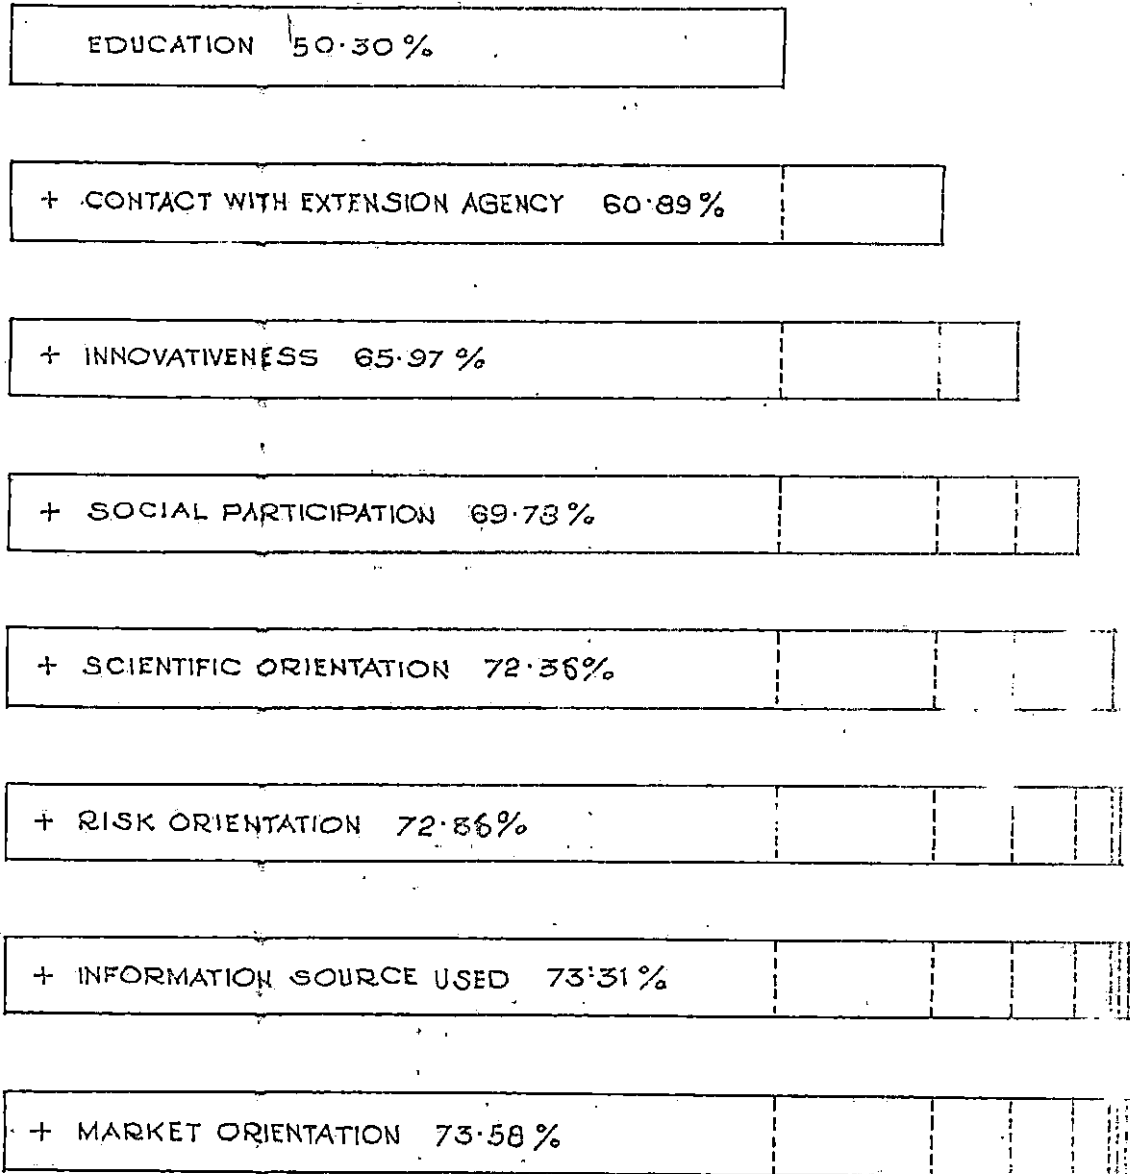 EDUCATION 50·30%
+ CONTACT WITH EXTENSION AGENCY 60·89%
+ INNOVATIVENESS 65·97%
+ SOCIAL PARTICIPATION 69·73%
+ SCIENTIFIC ORIENTATION 72·36%
+ RISK ORIENTATION 72·86%
+ INFORMATION SOURCE USED 73·31%
+ MARKET ORIENTATION 73·58%